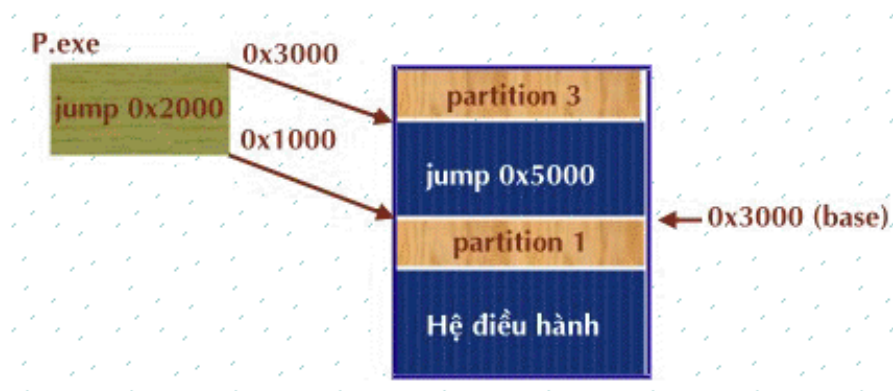 P.exe
0x3000
jump 0x2000
0x1000
partition 3
jump 0x5000
0x3000 (base)
partition 1
Hệ điều hành